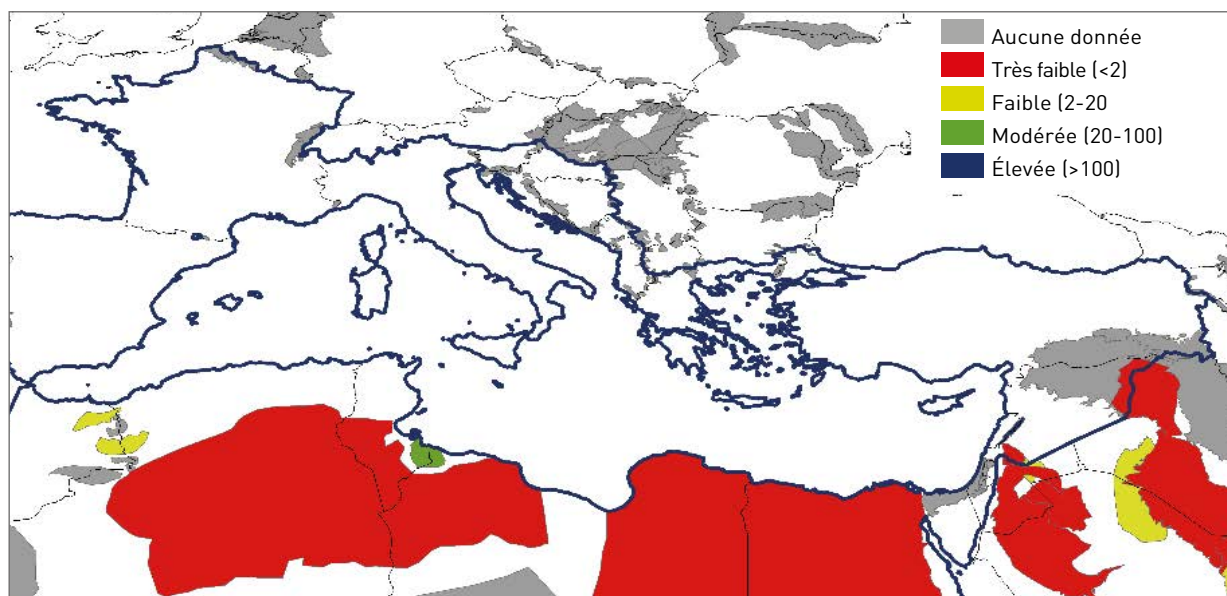 Aucune donnée
Très faible (<2)
Faible (2-20
Modérée (20-100)
Élevée (>100)